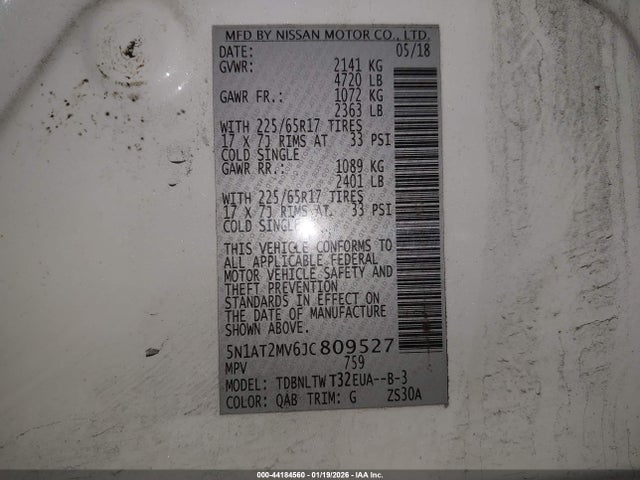 MFD BY NISSAN MOTOR CO., LTD.
DATE: 05/18
GVWR: 2141 KG
4720 LB
GAWR FR.: 1072 KG
2363 LB
WITH 225/65R17 TIRES
17 X 7J RIMS AT 33 PSI
COLD SINGLE
GAWR RR.: 1089 KG
2401 LB
WITH 225/65R17 TIRES
17 X 7J RIMS AT. 33 PSI
COLD SINGLE
THIS VEHICLE CONFORMS TO
ALL APPLICABLE FEDERAL
MOTOR VEHICLE SAFETY AND
THEFT PREVENTION
STANDARDS IN EFFECT ON
THE DATE OF MANUFACTURE
SHOWN ABOVE.
5N1AT2MV6JC809527
MPV 759
MODEL: TDBNLTW T32EUA--B-3
COLOR: QAB TRIM: G ZS30A
000-44184560 - 01/19/2026 - IAA Inc.